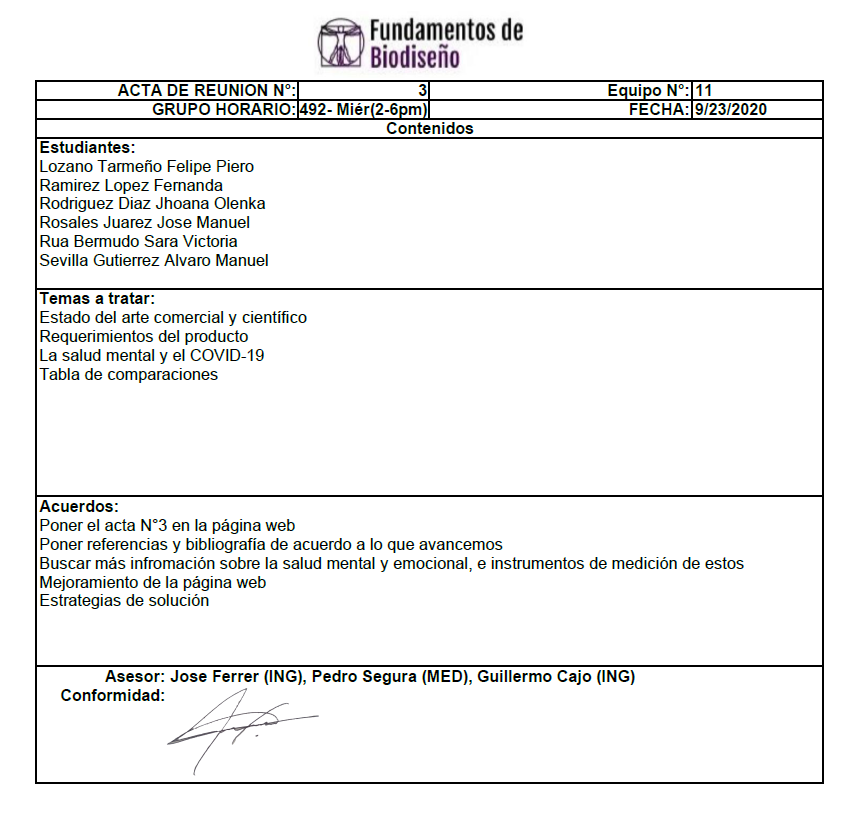 Fundamentos de
Biodiseño
ACTA DE REUNION N°: 3 Equipo N°: 11
GRUPO HORARIO: 492- Miér(2-6pm) FECHA: 9/23/2020
Contenidos
Estudiantes:
Lozano Tarmeño Felipe Piero
Ramirez Lopez Fernanda
Rodriguez Diaz Jhoana Olenka
Rosales Juarez Jose Manuel
Rua Bermudo Sara Victoria
Sevilla Gutierrez Alvaro Manuel
Temas a tratar:
Estado del arte comercial y científico
Requerimientos del producto
La salud mental y el COVID-19
Tabla de comparaciones
Acuerdos:
Poner el acta N°3 en la página web
Poner referencias y bibliografía de acuerdo a lo que avancemos
Buscar más infromación sobre la salud mental y emocional, e instrumentos de medición de estos
Mejoramiento de la página web
Estrategias de solución
Asesor: Jose Ferrer (ING), Pedro Segura (MED), Guillermo Cajo (ING)
Conformidad: